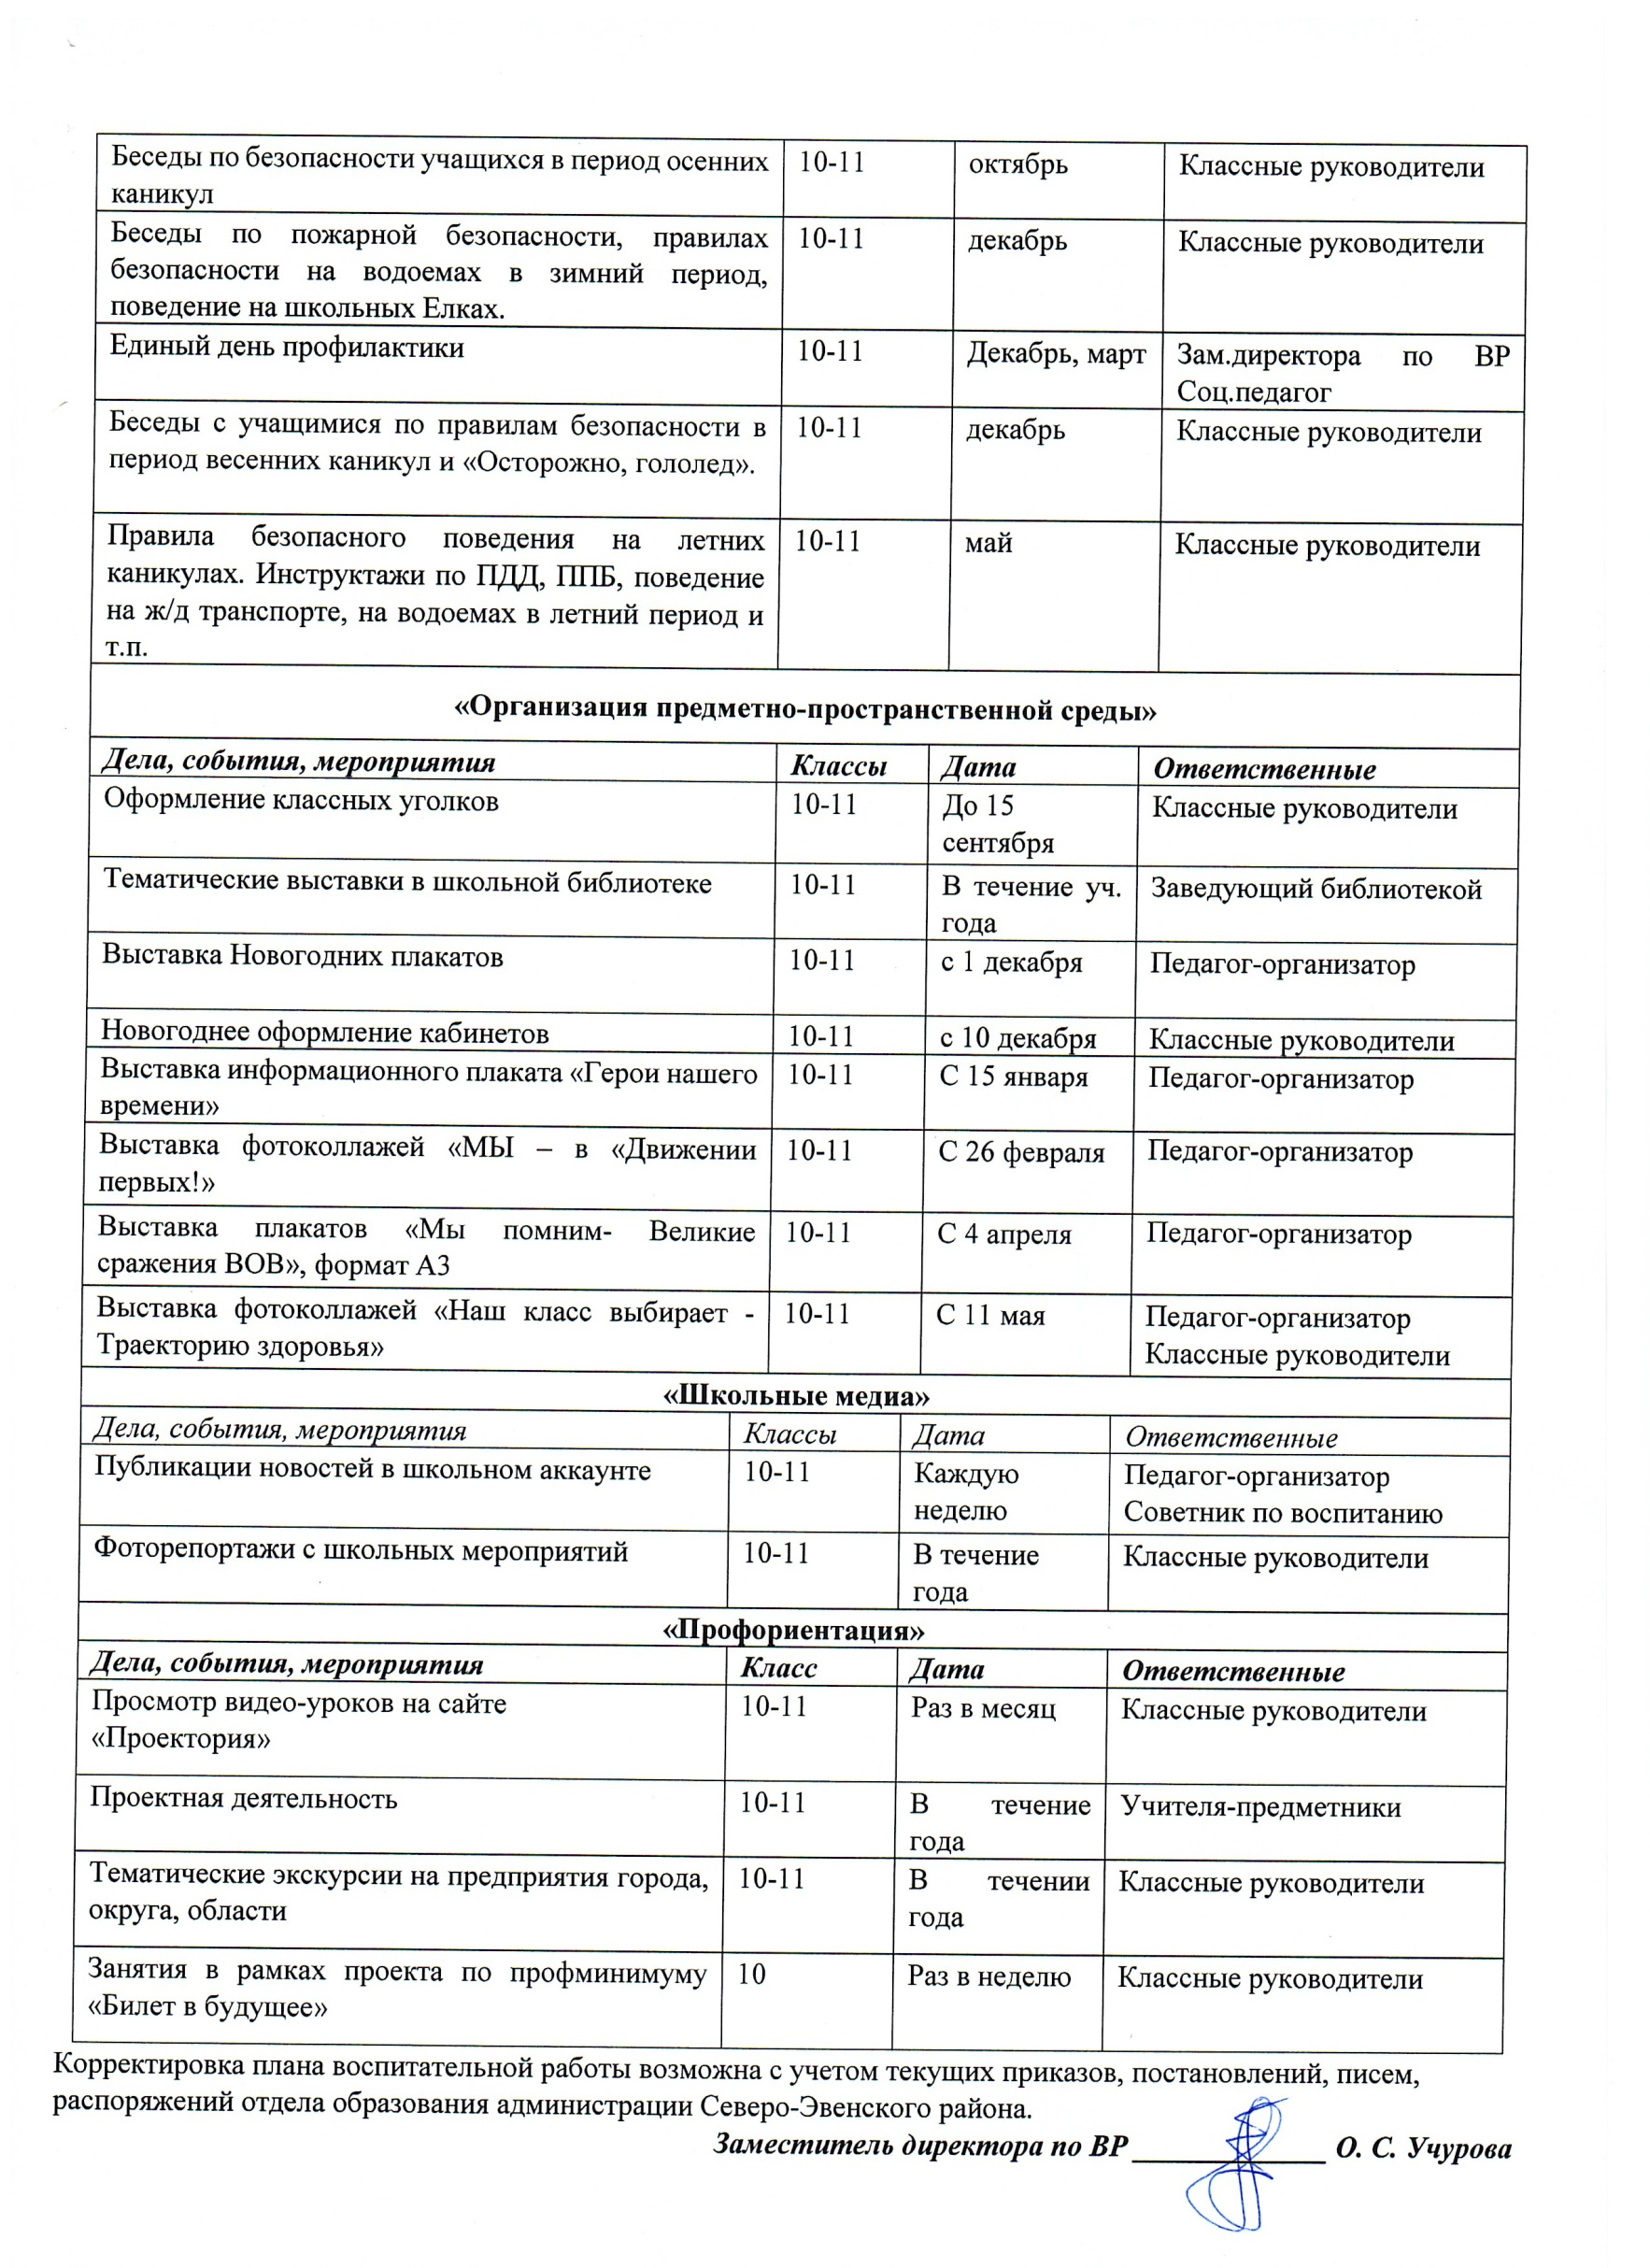 Беседы по безопасности учащихся в период осенних 10-11 октябрь Классные руководители
каникул
Беседы по пожарной безопасности, правилах 10-11 декабрь Классные руководители
безопасности на водоемах в зимний период,
поведение на школьных Елках.
Единый день профилактики 10-11 Декабрь, март Зам.директора по ВР
Соц.педагог
Беседы с учащимися по правилам безопасности в 10-11 декабрь Классные руководители
период весенних каникул и «Осторожно, гололед».
Правила безопасного поведения на летних 10-11 май Классные руководители
каникулах. Инструктажи по ПДД, ППБ, поведение
на ж/д транспорте, на водоемах в летний период и
т.п.
«Организация предметно-пространственной среды»
Дела, события, мероприятия Классы Дата Ответственные
Оформление классных уголков 10-11 До 15 Классные руководители
сентября
Тематические выставки в школьной библиотеке 10-11 В течение уч. Заведующий библиотекой
года
Выставка Новогодних плакатов 10-11 с 1 декабря Педагог-организатор
Новогоднее оформление кабинетов 10-11 с 10 декабря Классные руководители
Выставка информационного плаката «Герои нашего 10-11 С 15 января Педагог-организатор
времени»
Выставка фотоколлажей «МЫ – в «Движении 10-11 С 26 февраля Педагог-организатор
первых!»
Выставка плакатов «Мы помним- Великие 10-11 С 4 апреля Педагог-организатор
сражения ВОВ», формат А3
Выставка фотоколлажей «Наш класс выбирает - 10-11 С 11 мая Педагог-организатор
Траекторию здоровья» Классные руководители
«Школьные медиа»
Дела, события, мероприятия Классы Дата Ответственные
Публикации новостей в школьном аккаунте 10-11 Каждую Педагог-организатор
неделю Советник по воспитанию
Фоторепортажи с школьных мероприятий 10-11 В течение Классные руководители
года
«Профориентация»
Дела, события, мероприятия Класс Дата Ответственные
Просмотр видео-уроков на сайте 10-11 Раз в месяц Классные руководители
«Проектория»
Проектная деятельность 10-11 В течение Учителя-предметники
года
Тематические экскурсии на предприятия города, 10-11 В течении Классные руководители
округа, области года
Занятия в рамках проекта по профминимуму 10 Раз в неделю Классные руководители
«Билет в будущее»
Корректировка плана воспитательной работы возможна с учетом текущих приказов, постановлений, писем,
распоряжений отдела образования администрации Северо-Эвенского района.
Заместитель директора по ВР ______________ О. С. Учурова